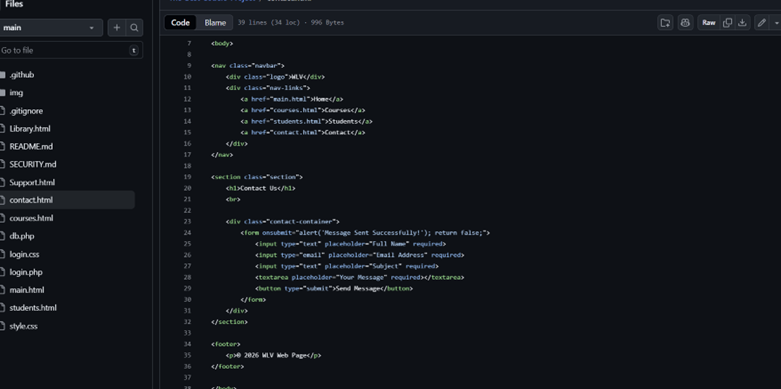 Files
main
Go to file
t
.github
img
.gitignore
Library.html
README.md
SECURITY.md
Support.html
contact.html
courses.html
db.php
login.css
login.php
main.html
students.html
style.css
Code Blame 39 lines (34 loc) · 996 Bytes
Raw
7 <body>
8
9 <nav class="navbar">
10 <div class="logo">WLV</div>
11 <div class="nav-links">
12 <a href="main.html">Home</a>
13 <a href="courses.html">Courses</a>
14 <a href="students.html">Students</a>
15 <a href="contact.html">Contact</a>
16 </div>
17 </nav>
18
19 <section class="section">
20 <h1>Contact Us</h1>
21 <br>
22
23 <div class="contact-container">
24 <form onsubmit="alert('Message Sent Successfully!'); return false;">
25 <input type="text" placeholder="Full Name" required>
26 <input type="email" placeholder="Email Address" required>
27 <input type="text" placeholder="Subject" required>
28 <textarea placeholder="Your Message" required></textarea>
29 <button type="submit">Send Message</button>
30 </form>
31 </div>
32 </section>
33
34 <footer>
35 <p>© 2026 WLV Web Page</p>
36 </footer>
37